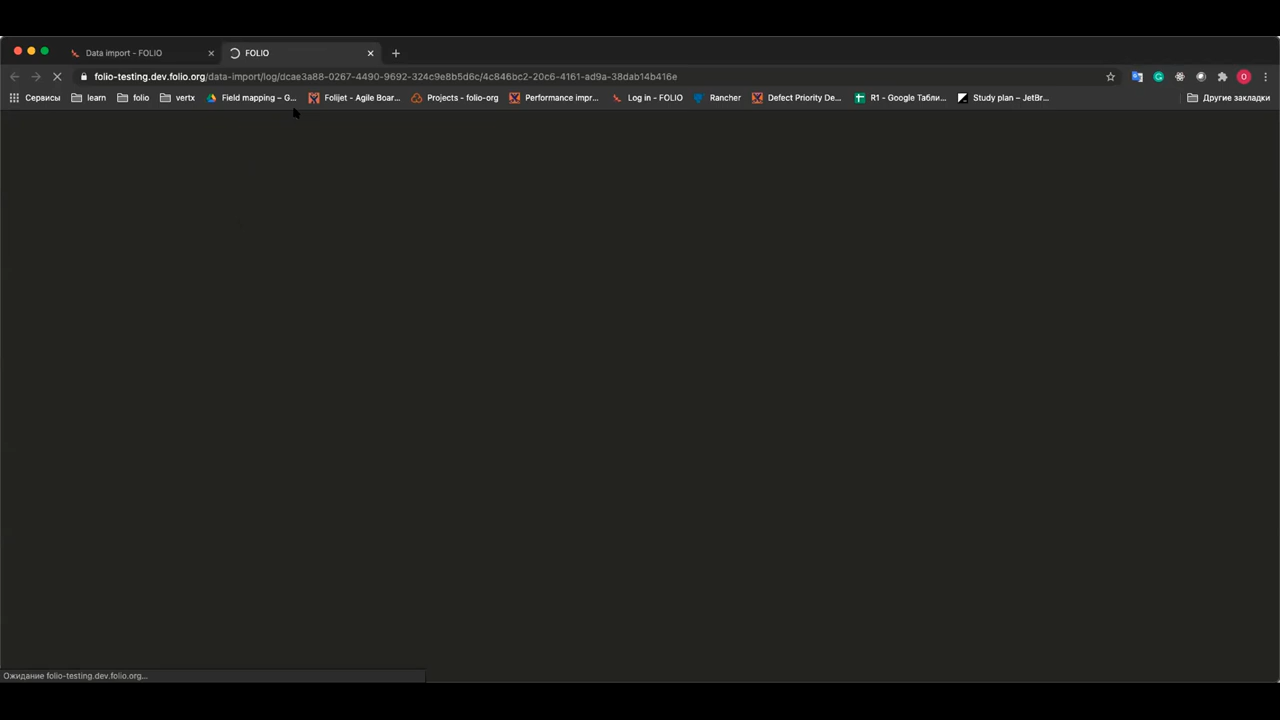 Data import - FOLIO
FOLIO
folio-testing.dev.folio.org/data-import/log/dcae3a88-0267-4490-9692-324c9e8b5d6c/4c846bc2-20c6-4161-ad9a-38dab14b416e
O
Сервисы
learn
folio
vertx
Field mapping – G...
Folijet - Agile Boar...
Projects - folio-org
Performance impr...
Log in - FOLIO
Rancher
Defect Priority De...
R1 - Google Табли...
Study plan – JetBr...
Другие закладки
Ожидание folio-testing.dev.folio.org...